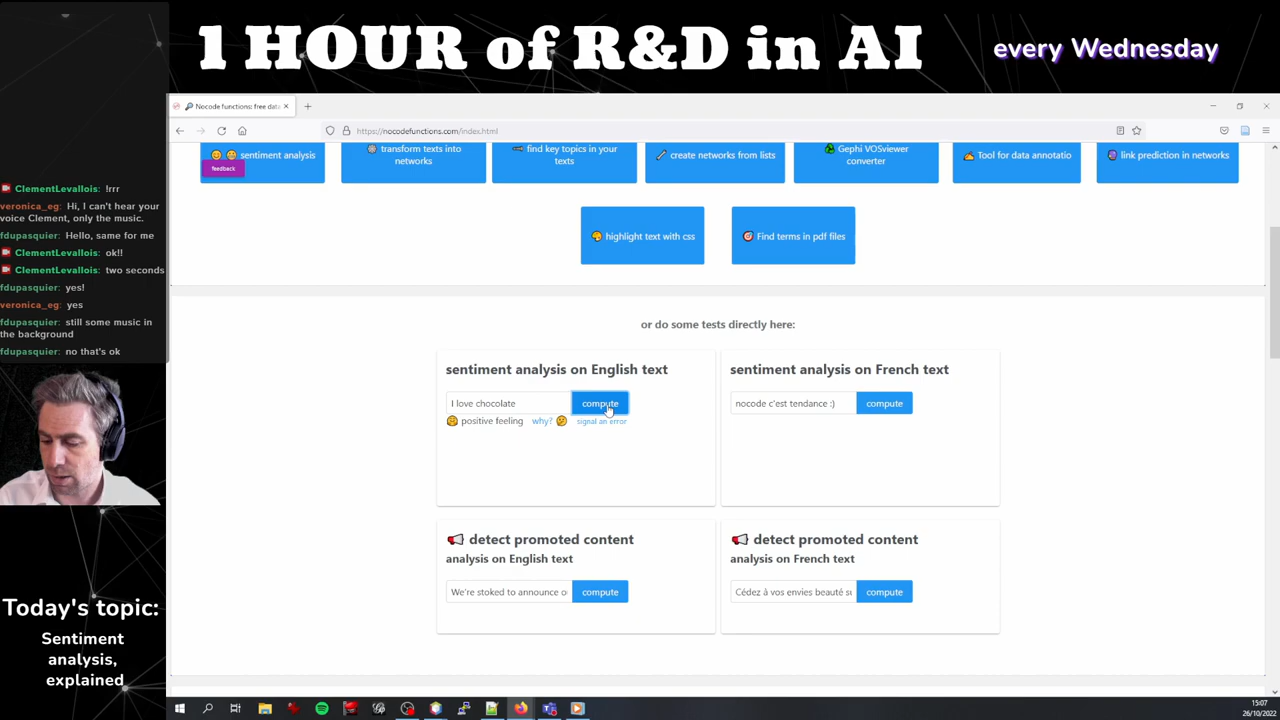 1 HOUR of R&D in AI
every Wednesday
Nocode functions: free data
https://nocodefunctions.com/index.html
sentiment analysis
feedback
transform texts into
networks
find key topics in your
texts
create networks from lists
Gephi VOSviewer
converter
Tool for data annotatio
link prediction in networks
highlight text with css
Find terms in pdf files
or do some tests directly here:
sentiment analysis on English text
I love chocolate
compute
positive feeling why? signal an error
sentiment analysis on French text
nocode c'est tendance :)
compute
detect promoted content
analysis on English text
We're stoked to announce o
compute
detect promoted content
analysis on French text
Cédez à vos envies beauté su
compute
ClementLevallois: !rrr
veronica_eg: Hi, I can't hear your
voice Clement, only the music.
fdupasquier: Hello, same for me
ClementLevallois: ok!!
ClementLevallois: two seconds
fdupasquier: yes!
veronica_eg: yes
fdupasquier: still some music in
the background
fdupasquier: no that's ok
Today's topic:
Sentiment
analysis,
explained
15:07
26/10/2022